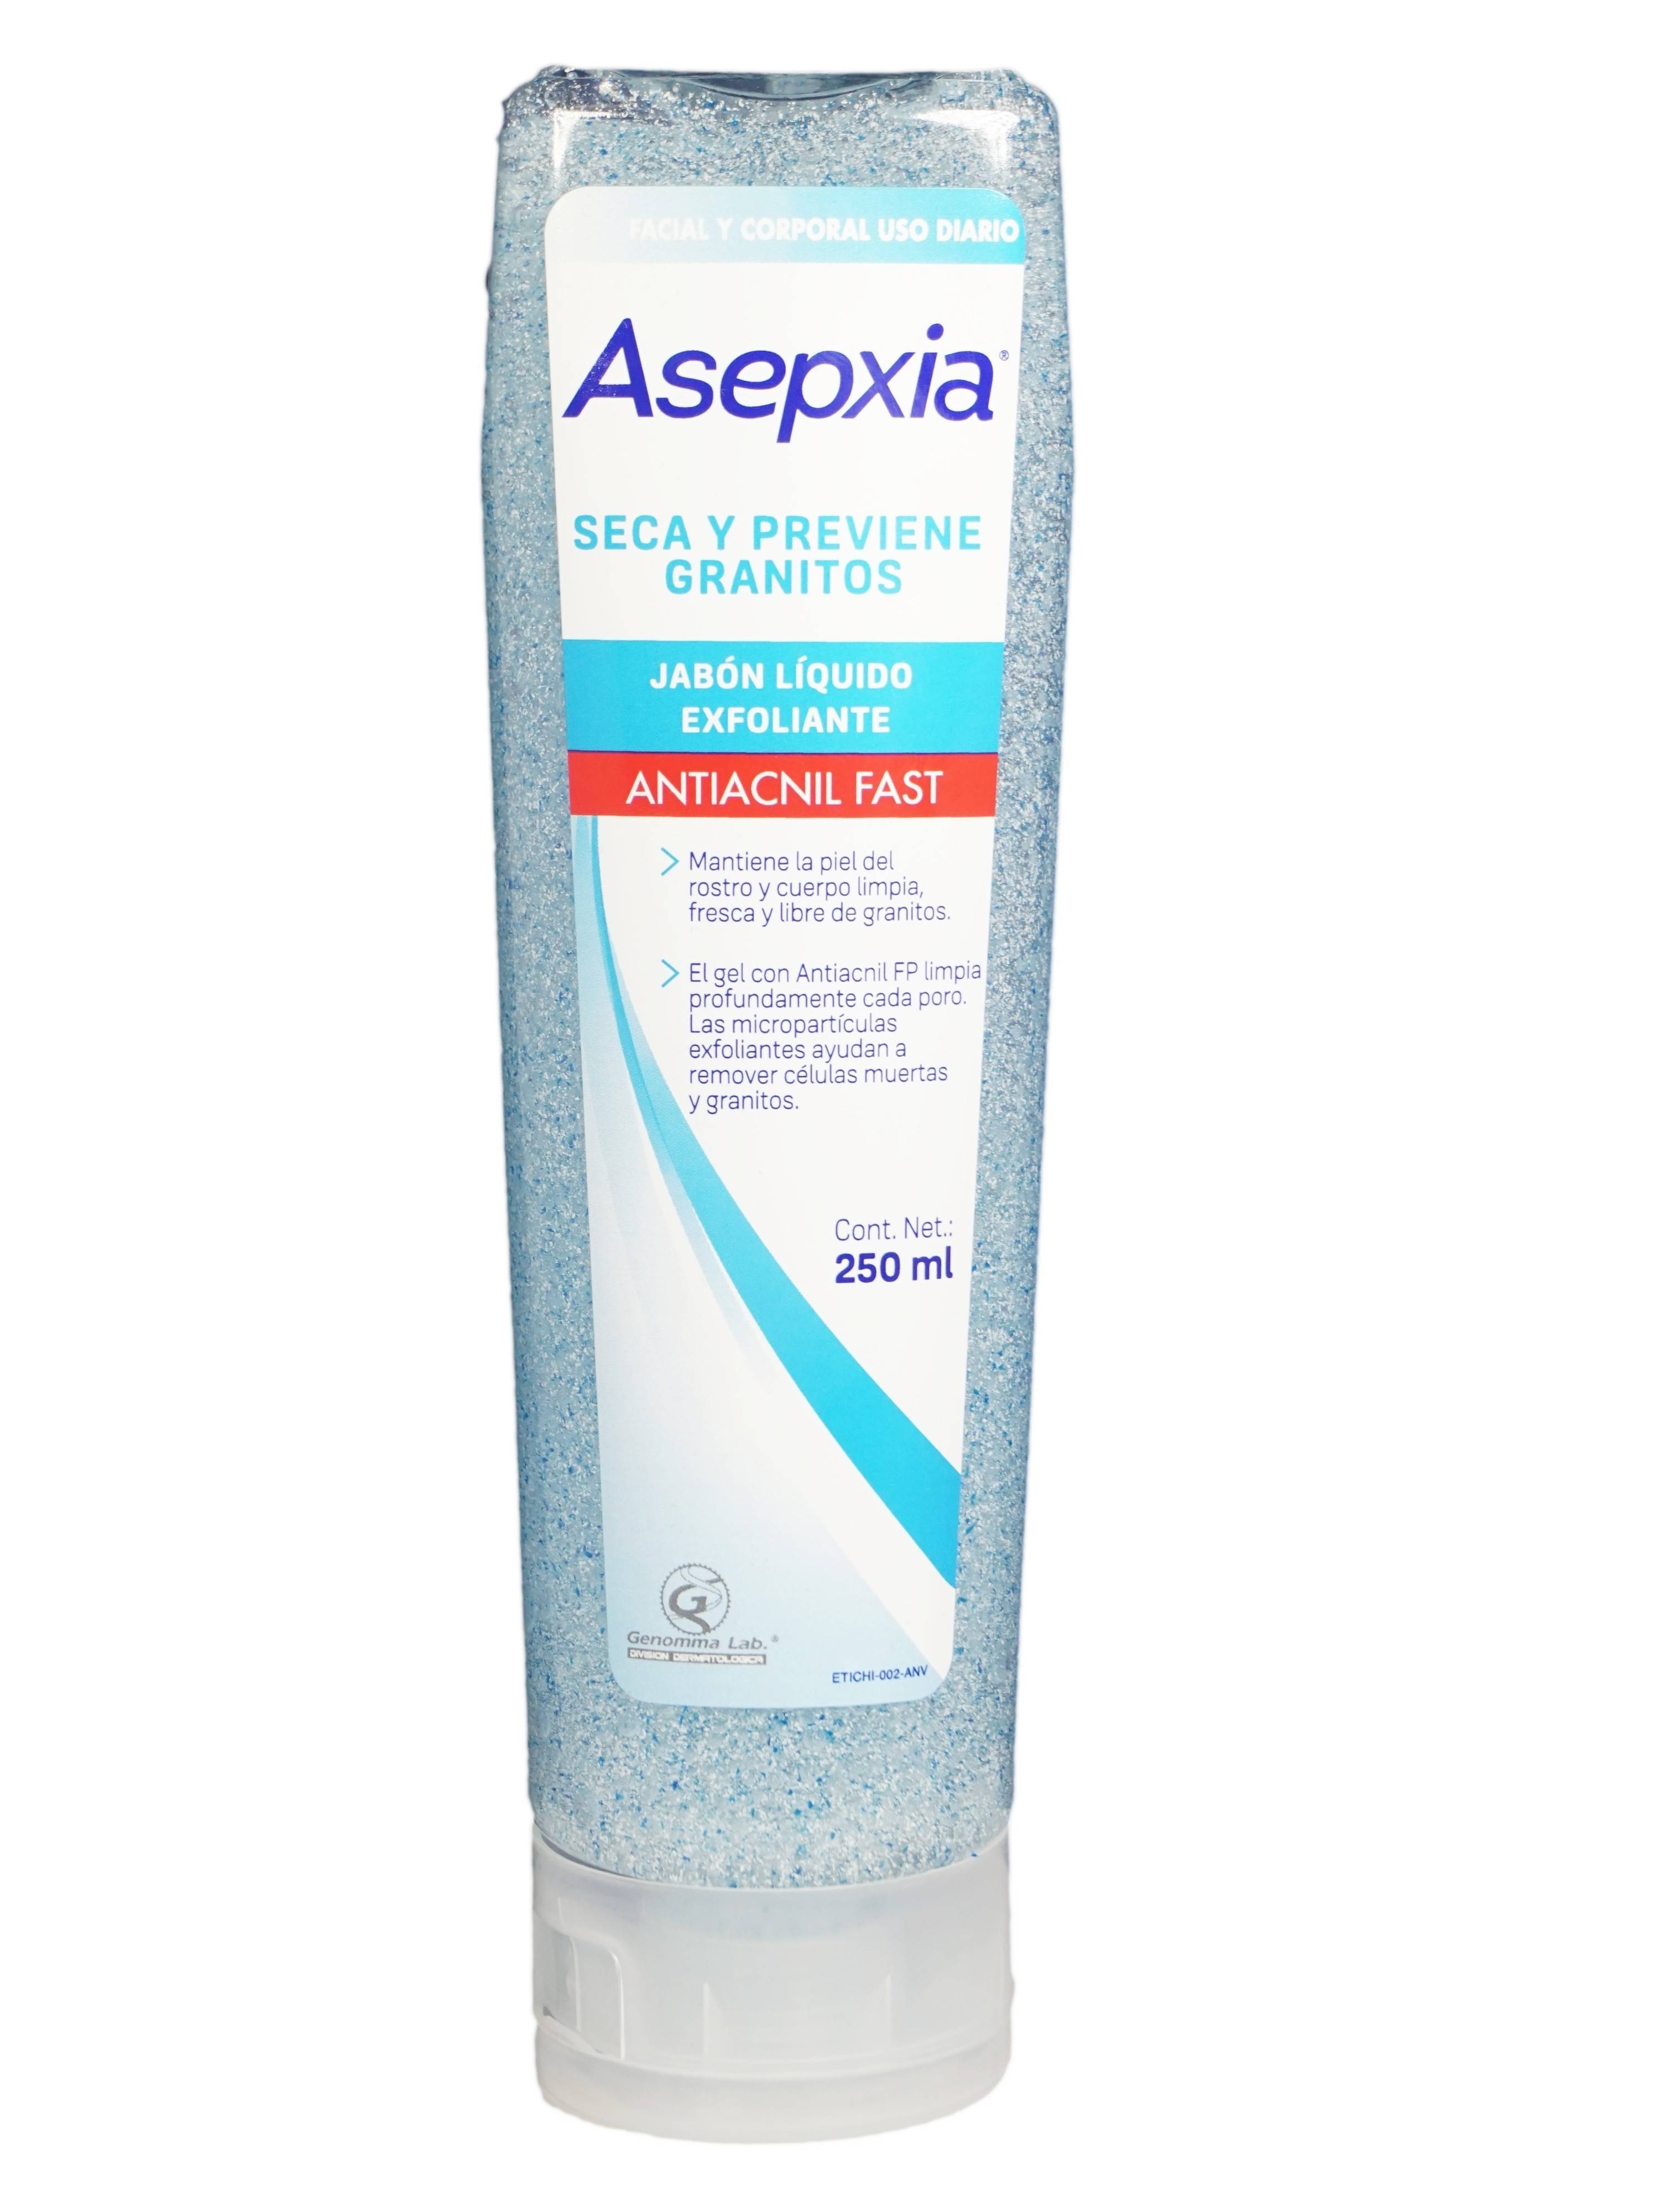 FACIAL Y CORPORAL USO DIARIO
Asepxia®
SECA Y PREVIENE
GRANITOS
JABÓN LÍQUIDO
EXFOLIANTE
ANTIACNIL FAST
Mantiene la piel del
rostro y cuerpo limpia,
fresca y libre de granitos.
El gel con Antiacnil FP limpia
profundamente cada poro.
Las micropartículas
exfoliantes ayudan a
remover células muertas
y granitos.
Cont. Net.:
250 ml
G
Genomma Lab.®
DIVISION DERMATOLOGICA
ETICHI-002-ANV